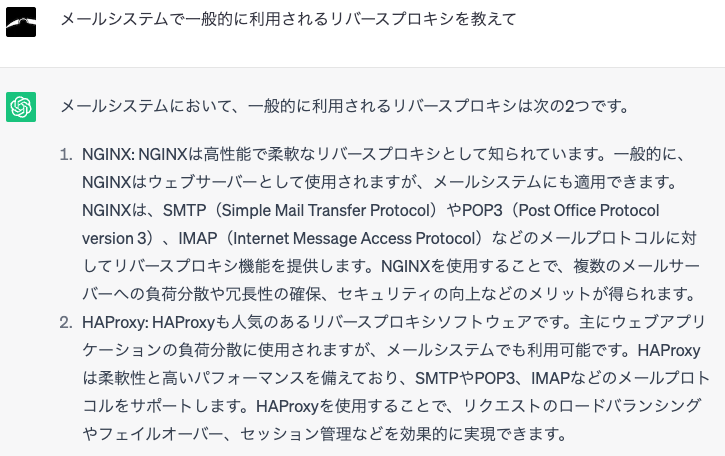 メールシステムで一般的に利用されるリバースプロキシを教えて
メールシステムにおいて、一般的に利用されるリバースプロキシは次の2つです。
1. NGINX: NGINXは高性能で柔軟なリバースプロキシとして知られています。一般的に、
NGINXはウェブサーバーとして使用されますが、メールシステムにも適用できます。
NGINXは、SMTP（Simple Mail Transfer Protocol）やPOP3（Post Office Protocol
version 3）、IMAP（Internet Message Access Protocol）などのメールプロトコルに対
してリバースプロキシ機能を提供します。NGINXを使用することで、複数のメールサー
バーへの負荷分散や冗長性の確保、セキュリティの向上などのメリットが得られます。
2. HAProxy: HAProxyも人気のあるリバースプロキシソフトウェアです。主にウェブアプリ
ケーションの負荷分散に使用されますが、メールシステムでも利用可能です。HAProxy
は柔軟性と高いパフォーマンスを備えており、SMTPやPOP3、IMAPなどのメールプロト
コルをサポートします。HAProxyを使用することで、リクエストのロードバランシング
やフェイルオーバー、セッション管理などを効果的に実現できます。